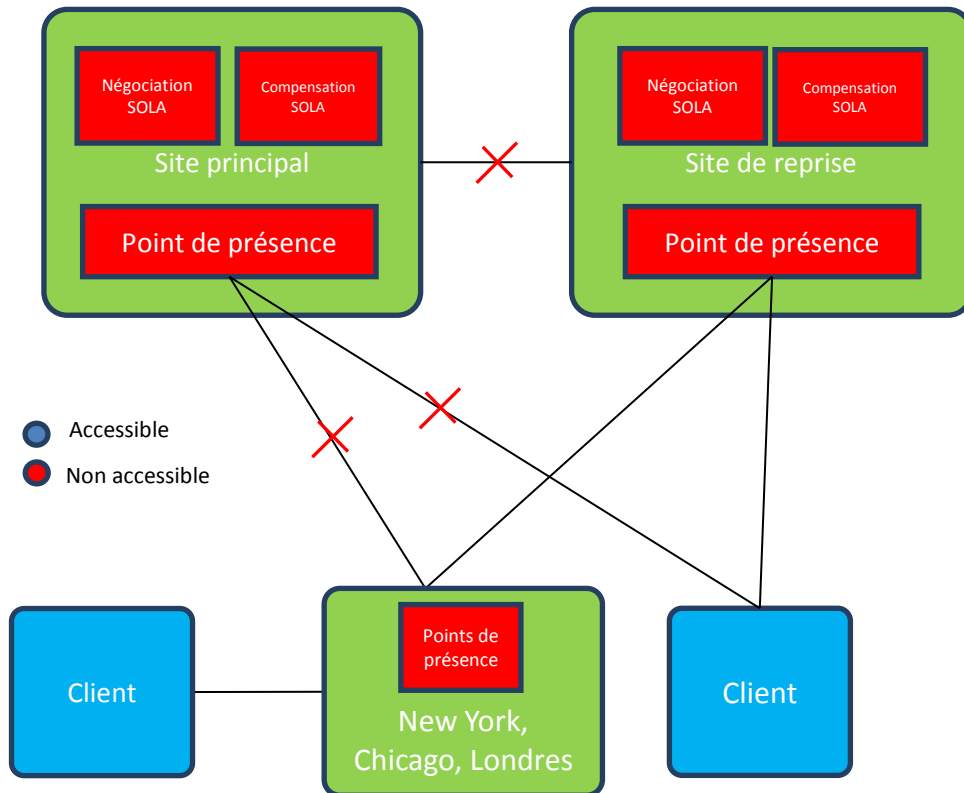 Négociation
SOLA
Compensation
SOLA
Site principal
Point de présence
Négociation
SOLA
Compensation
SOLA
Site de reprise
Point de présence
Accessible
Non accessible
Client
Points de
présence
New York,
Chicago, Londres
Client